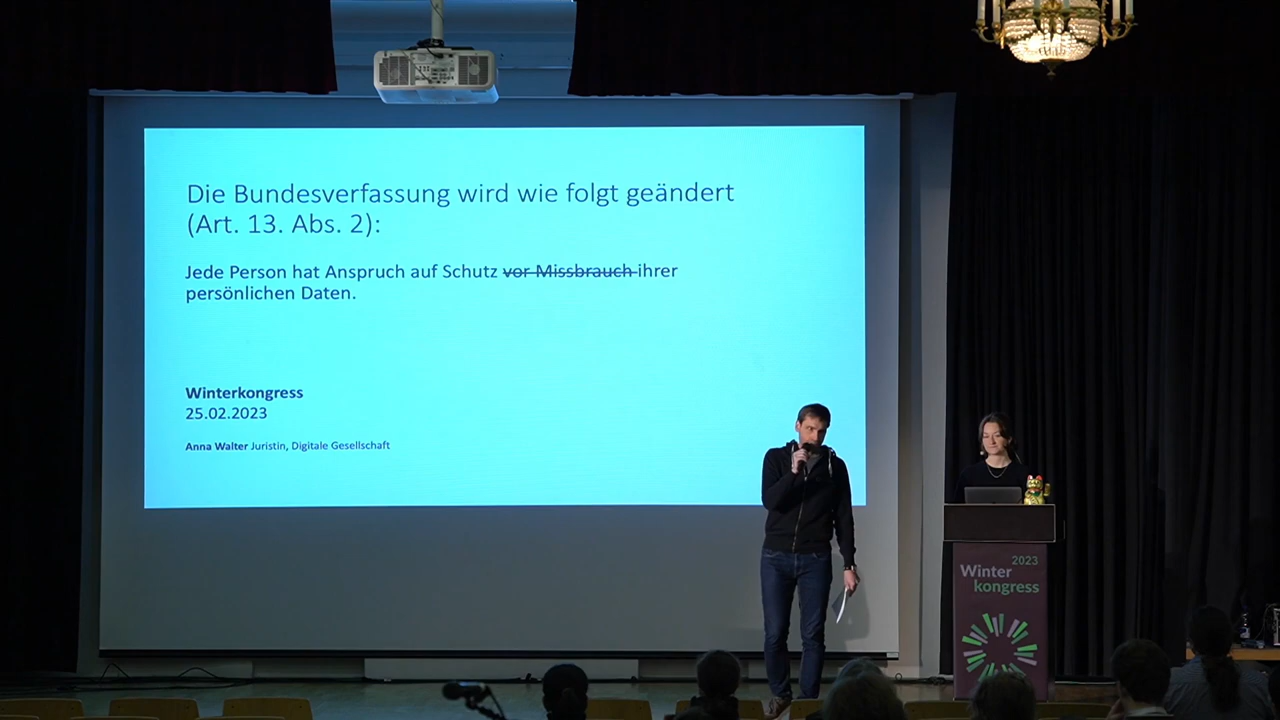 Die Bundesverfassung wird wie folgt geändert
(Art. 13. Abs. 2):
Jede Person hat Anspruch auf Schutz vor Missbrauch ihrer
persönlichen Daten.
Winterkongress
25.02.2023
Anna Walter Juristin, Digitale Gesellschaft
2023
Winter
kongress